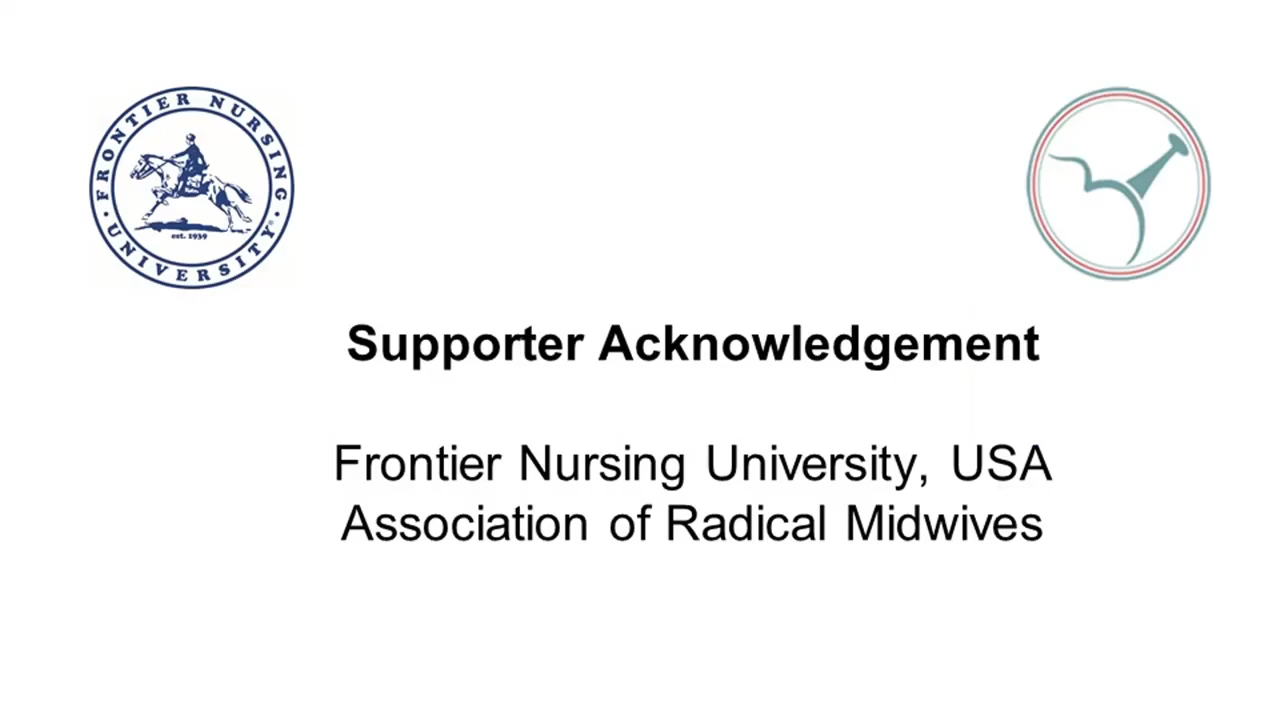 FRONTIER NURSING
UNIVERSITY
est. 1939
Supporter Acknowledgement
Frontier Nursing University, USA
Association of Radical Midwives